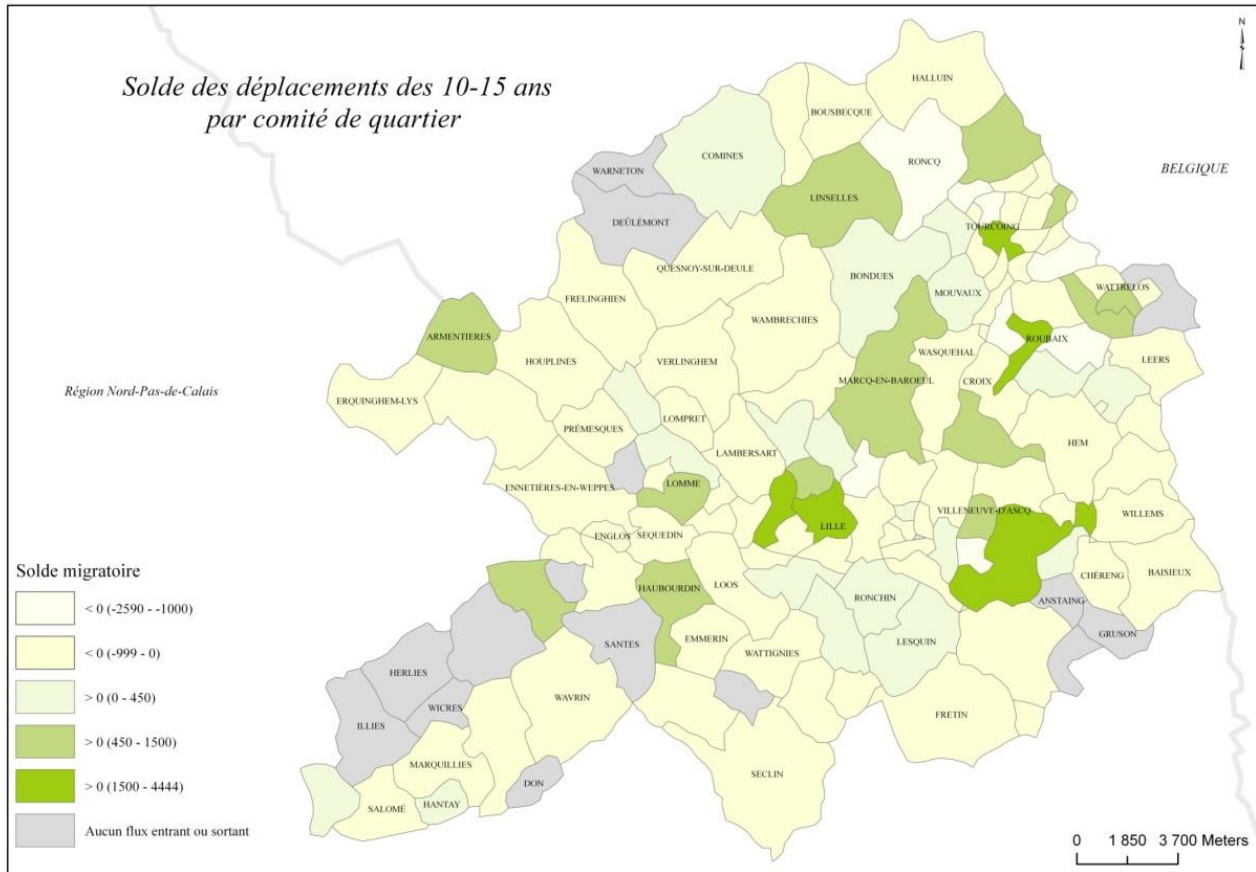 Solde des déplacements des 10-15 ans
par comité de quartier
N
HALLUIN
BOUSBECQUE
COMINES
RONCQ
BELGIQUE
WARNETON
LINSELLES
DEÛLÉMONT
TOURCOING
QUESNOY-SUR-DEULE
BONDUES
WATTRELOS
FRELINGHIEN
MOUVAUX
WAMBRECHIES
ARMENTIERES
ROUBAIX
HOUPLINES
VERLINGHEM
WASQUEHAL
LEERS
MARCQ-EN-BAROEUL
CROIX
Région Nord-Pas-de-Calais
ERQUINGHEM-LYS
LOMPRET
PRÉMESQUES
HEM
LAMBERSART
ENNETIÈRES-EN-WEPPES
LOMME
VILLENEUVE-D'ASCQ
WILLEMS
LILLE
ENGLOS
SEQUEDIN
Solde migratoire
CHÉRENG
BAISIEUX
HAUBOURDIN
LOOS
RONCHIN
ANSTAING
< 0 (-2590 - -1000)
GRUSON
EMMERIN
LESQUIN
SANTES
WATTIGNIES
< 0 (-999 - 0)
HERLIES
WAVRIN
> 0 (0 - 450)
WICRES
FRETIN
ILLIES
> 0 (450 - 1500)
MARQUILLIES
SECLIN
DON
> 0 (1500 - 4444)
SALOMÉ
HANTAY
Aucun flux entrant ou sortant
0 1 850 3 700 Meters